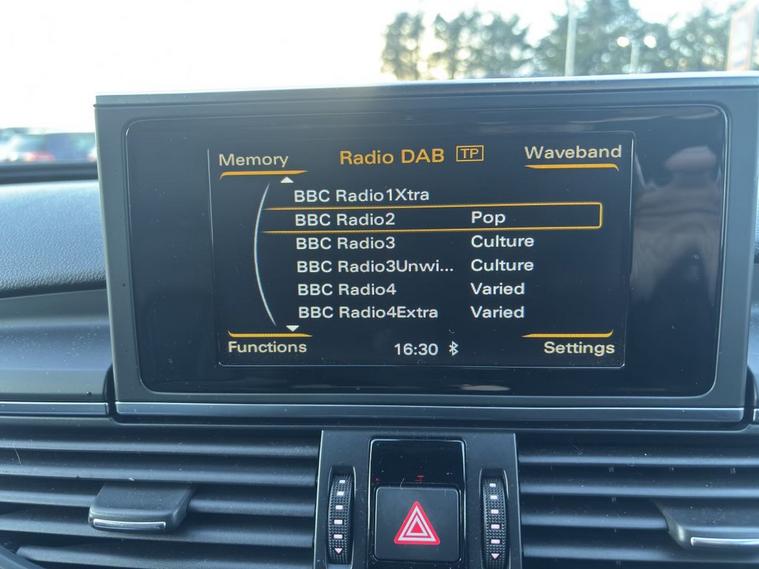 Memory Radio DAB TP Waveband
BBC Radio1Xtra
BBC Radio2 Pop
BBC Radio3 Culture
BBC Radio3Unwi... Culture
BBC Radio4 Varied
BBC Radio4Extra Varied
Functions 16:30 Settings